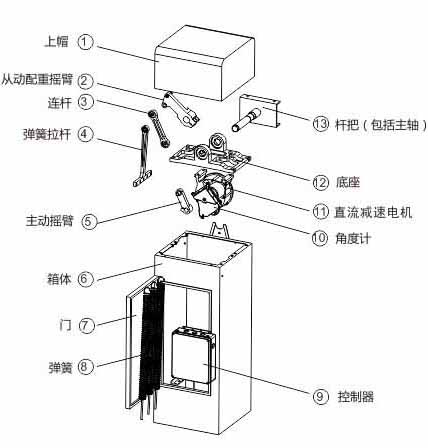 上帽 ①
从动配重摇臂 ②
连杆 ③
弹簧拉杆 ④
⑬ 杆把（包括主轴）
⑫ 底座
⑪ 直流减速电机
主动摇臂 ⑤
⑩ 角度计
箱体 ⑥
门 ⑦
弹簧 ⑧
⑨ 控制器